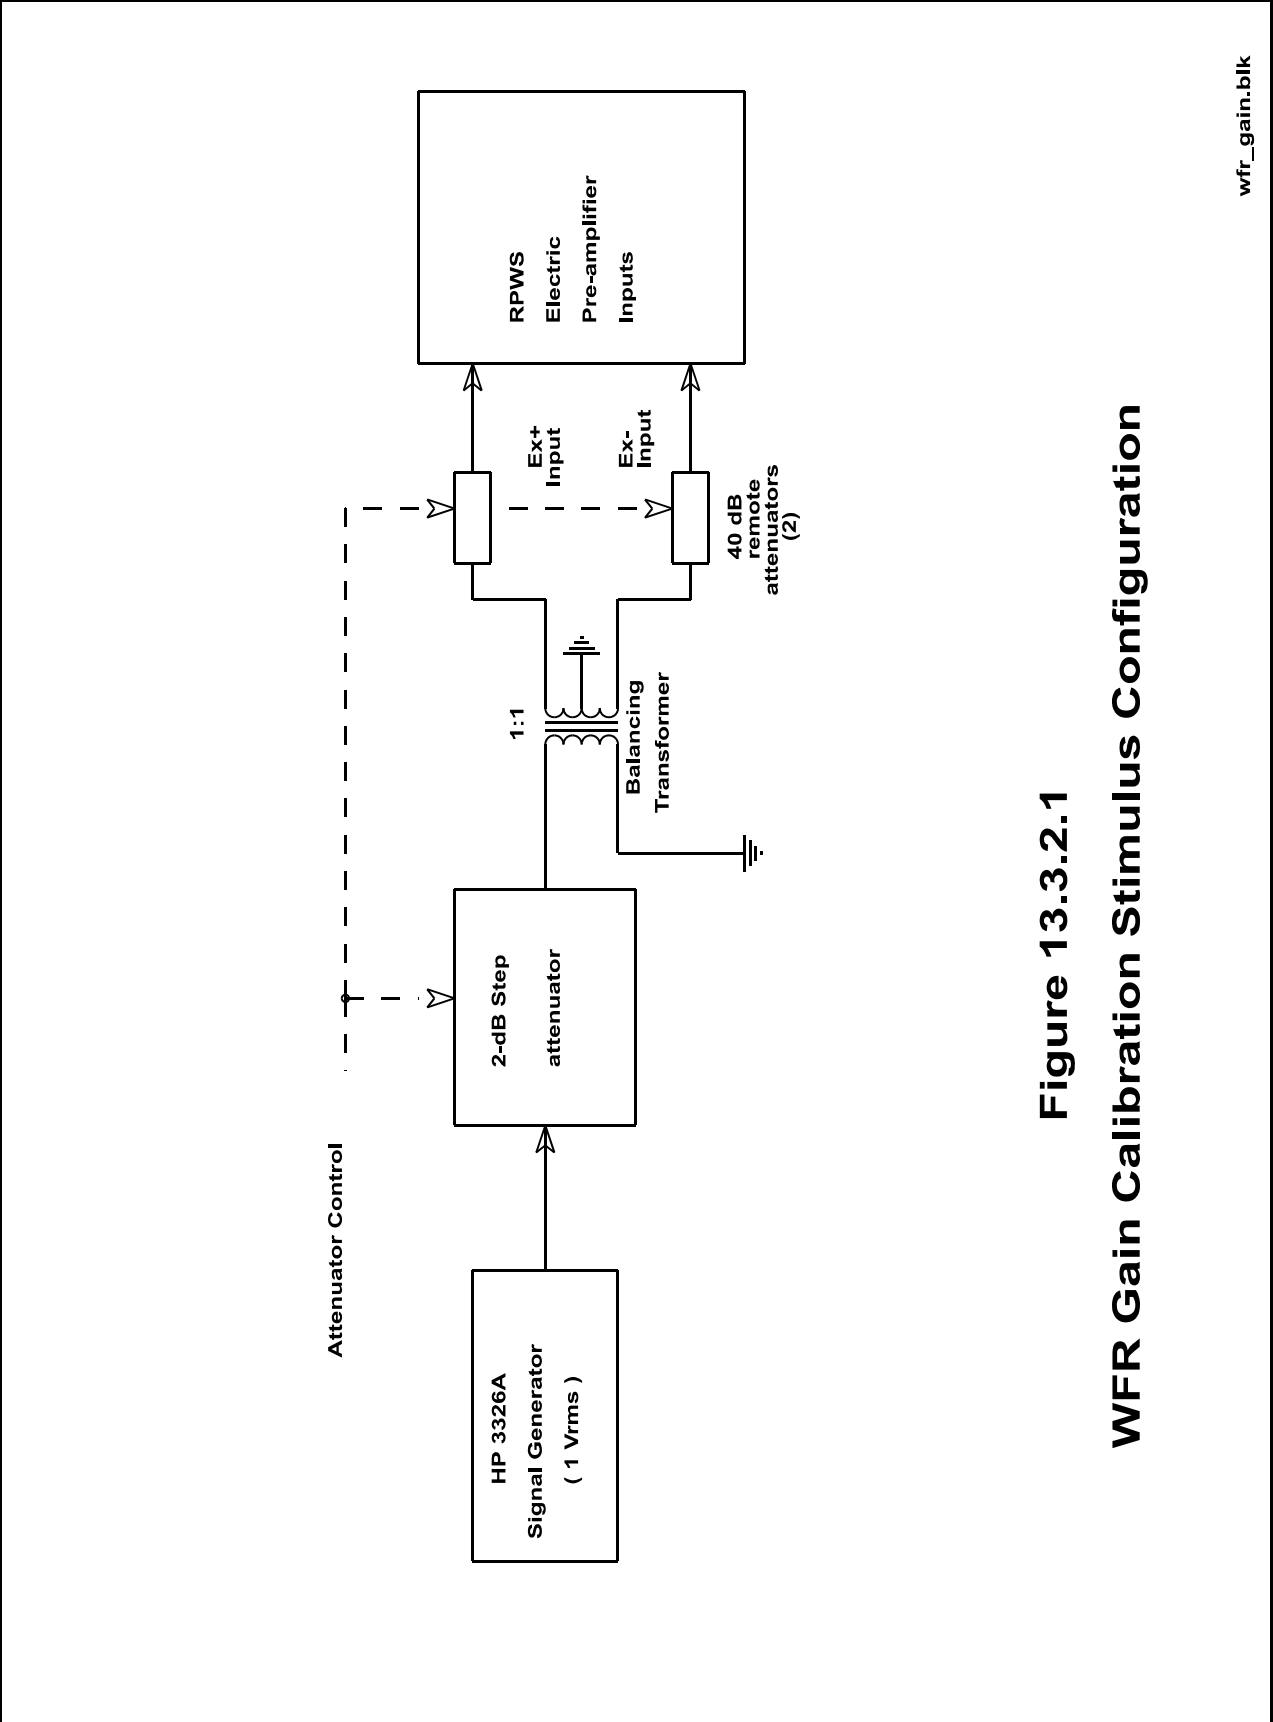 Attenuator Control
HP 3326A
Signal Generator
( 1 Vrms )
2-dB Step
attenuator
1:1
Balancing
Transformer
Ex+
Input
Ex-
Input
40 dB
remote
attenuators
(2)
RPWS
Electric
Pre-amplifier
Inputs
Figure 13.3.2.1
WFR Gain Calibration Stimulus Configuration
wfr_gain.blk